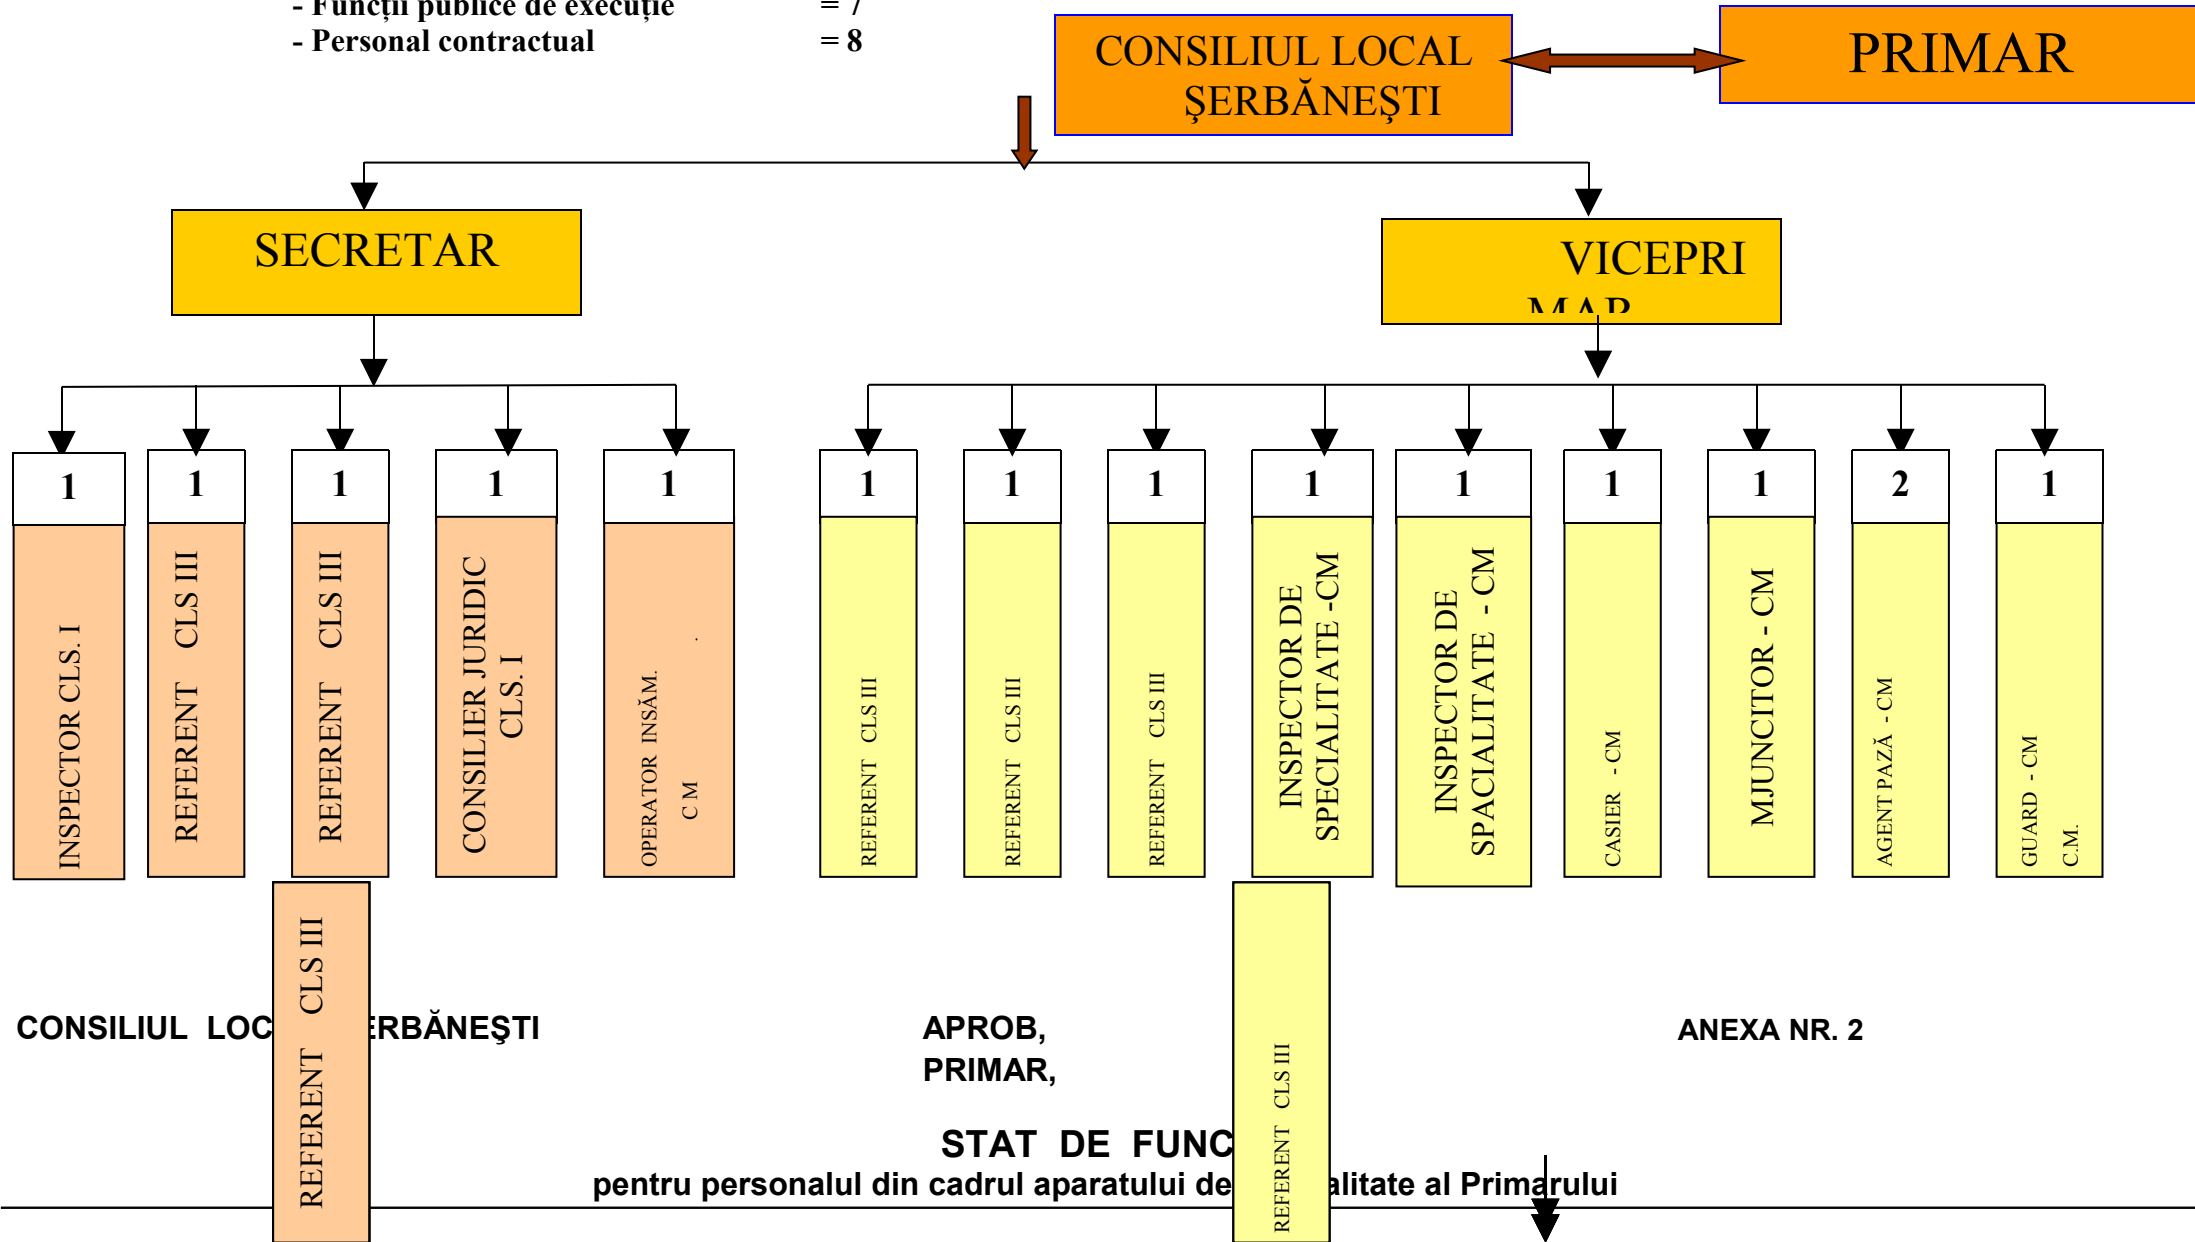 - Funcții publice de execuție = 7
- Personal contractual = 8
CONSILIUL LOCAL
ŞERBĂNEŞTI
PRIMAR
SECRETAR
VICEPRI
MAR
1
1
1
1
1
1
1
1
1
1
1
1
2
1
INSPECTOR CLS. I
REFERENT CLS III
REFERENT CLS III
CONSILIER JURIDIC
CLS. I
OPERATOR INSĂM. .
C M
REFERENT CLS III
REFERENT CLS III
REFERENT CLS III
INSPECTOR DE
SPECIALITATE -CM
INSPECTOR DE
SPACIALITATE - CM
CASIER - CM
MJUNCITOR - CM
AGENT PAZĂ - CM
GUARD - CM
C.M.
REFERENT CLS III
REFERENT CLS III
CONSILIUL LOC ERBĂNEŞTI
APROB,
ANEXA NR. 2
PRIMAR,
STAT DE FUNC
pentru personalul din cadrul aparatului de alitate al Primarului